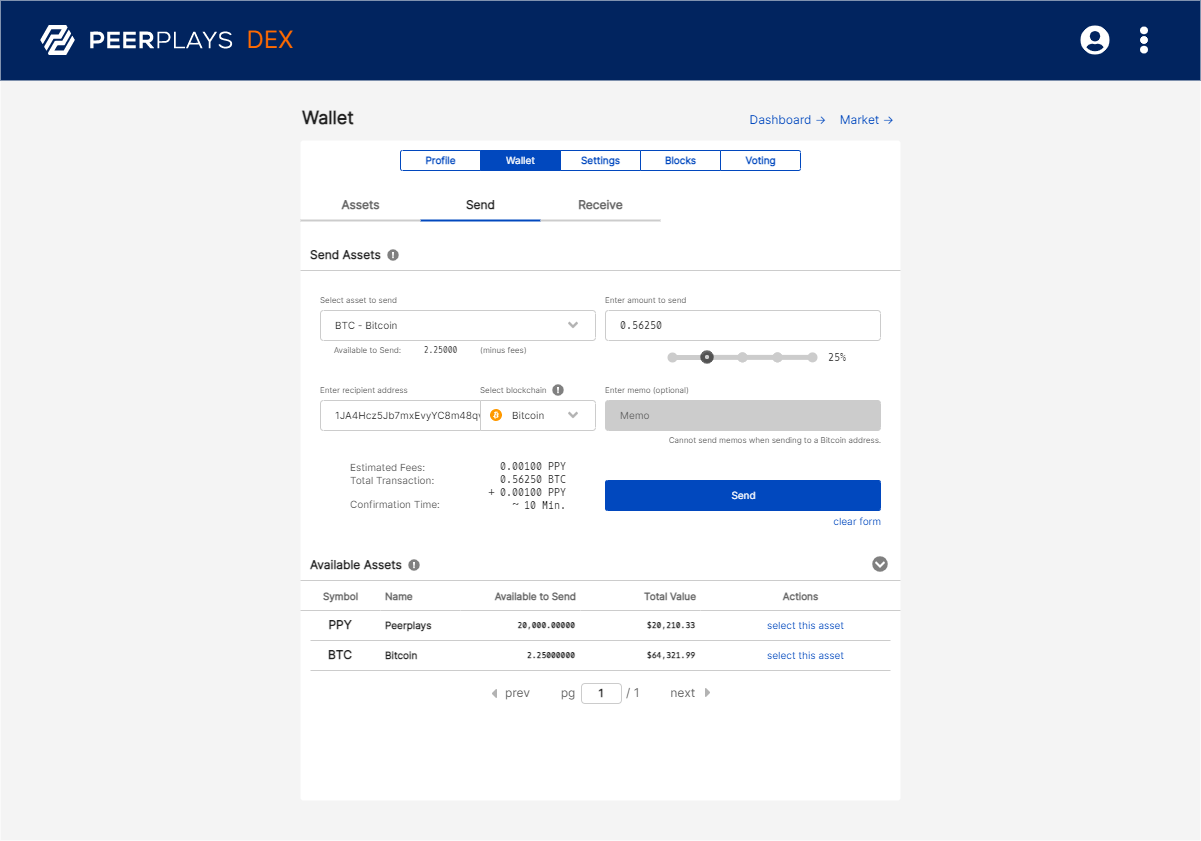 PEERPLAYS DEX
Wallet
Dashboard → Market →
Profile Wallet Settings Blocks Voting
Assets Send Receive
Send Assets
Select asset to send Enter amount to send
BTC - Bitcoin 0.56250
Available to Send: 2.25000 (minus fees)
25%
Enter recipient address Select blockchain Enter memo (optional)
1JA4Hcz5Jb7mxEvyYC8m48qv Bitcoin Memo
Cannot send memos when sending to a Bitcoin address.
Estimated Fees: 0.00100 PPY
Total Transaction: 0.56250 BTC
+ 0.00100 PPY
Confirmation Time: ~ 10 Min.
Send
clear form
Available Assets
Symbol Name Available to Send Total Value Actions
PPY Peerplays 20,000.00000 $20,210.33 select this asset
BTC Bitcoin 2.25000000 $64,321.99 select this asset
prev pg 1 / 1 next